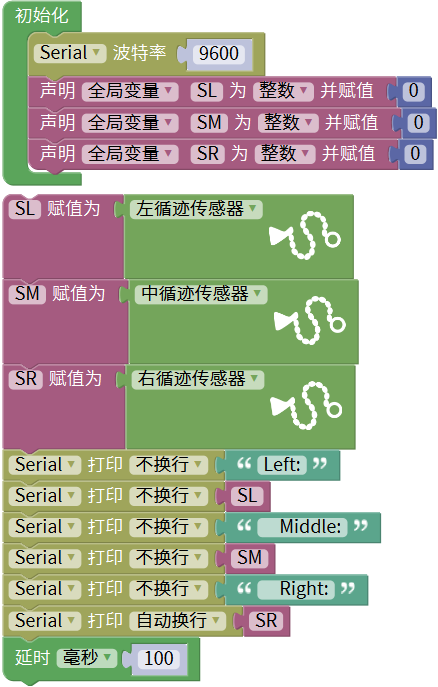 初始化
Serial 波特率 9600
声明 全局变量 SL 为 整数 并赋值 0
声明 全局变量 SM 为 整数 并赋值 0
声明 全局变量 SR 为 整数 并赋值 0
SL 赋值为 左循迹传感器
SM 赋值为 中循迹传感器
SR 赋值为 右循迹传感器
Serial 打印 不换行 “ Left: ”
Serial 打印 不换行 SL
Serial 打印 不换行 “ Middle: ”
Serial 打印 不换行 SM
Serial 打印 不换行 “ Right: ”
Serial 打印 自动换行 SR
延时 毫秒 100